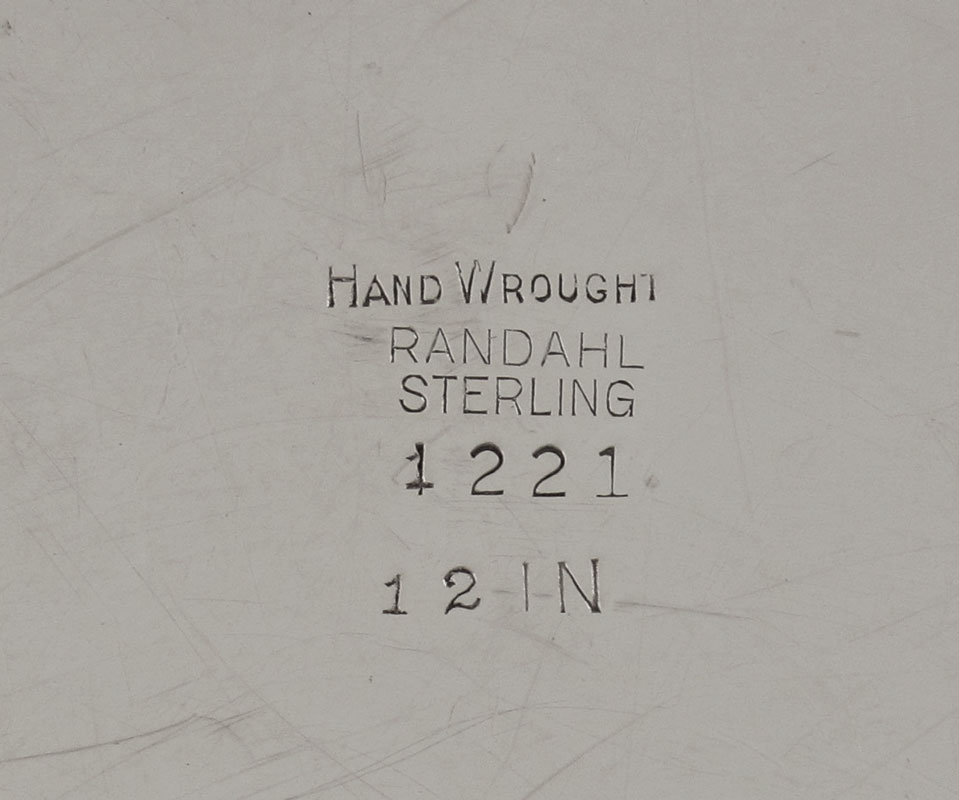 HAND WROUGHT
RANDAHL
STERLING
1221
12 IN